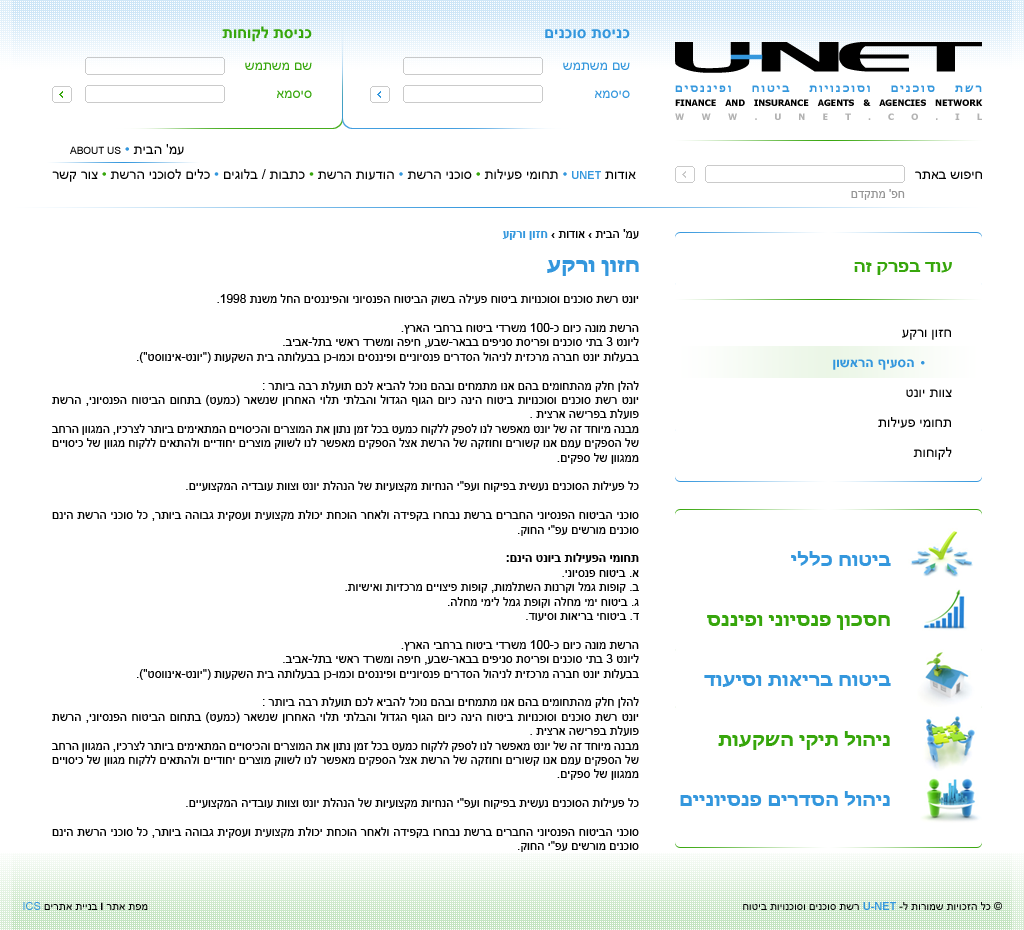 UNET
רשת סוכנים וסוכנויות ביטוח ופיננסים
FINANCE AND INSURANCE AGENTS & AGENCIES NETWORK
WWW.UNET.CO.IL
כניסת סוכנים
שם משתמש
סיסמא
כניסת לקוחות
שם משתמש
סיסמא
עמ' הבית • ABOUT US
אודות UNET • תחומי פעילות • סוכני הרשת • הודעות הרשת • כתבות / בלוגים • כלים לסוכני הרשת • צור קשר
חיפוש באתר
חפ' מתקדם
עוד בפרק זה
חזון ורקע
• הסעיף הראשון
צוות יונט
תחומי פעילות
לקוחות
ביטוח כללי
חסכון פנסיוני ופיננס
ביטוח בריאות וסיעוד
ניהול תיקי השקעות
ניהול הסדרים פנסיוניים
עמ' הבית › אודות › חזון ורקע
חזון ורקע
יונט רשת סוכנים וסוכנויות ביטוח פעילה בשוק הביטוח הפנסיוני והפיננסים החל משנת 1998.
הרשת מונה כיום כ-100 משרדי ביטוח ברחבי הארץ.
ליונט 3 בתי סוכנים ופריסת סניפים בבאר-שבע, חיפה ומשרד ראשי בתל-אביב.
בבעלות יונט חברה מרכזית לניהול הסדרים פנסיוניים ופיננסים וכמו-כן בבעלותה בית השקעות ("יונט-אינווסט").
להלן חלק מהתחומים בהם אנו מתמחים ובהם נוכל להביא לכם תועלת רבה ביותר :
יונט רשת סוכנים וסוכנויות ביטוח הינה כיום הגוף הגדול והבלתי תלוי האחרון שנשאר (כמעט) בתחום הביטוח הפנסיוני, הרשת
פועלת בפרישה ארצית .
מבנה מיוחד זה של יונט מאפשר לנו לספק ללקוח כמעט בכל זמן נתון את המוצרים והכיסויים המתאימים ביותר לצרכיו, המגוון הרחב
של הספקים עמם אנו קשורים וחוזקה של הרשת אצל הספקים מאפשר לנו לשווק מוצרים יחודיים ולהתאים ללקוח מגוון של כיסויים
ממגוון של ספקים.
כל פעילות הסוכנים נעשית בפיקוח ועפ"י הנחיות מקצועיות של הנהלת יונט וצוות עובדיה המקצועיים.
סוכני הביטוח הפנסיוני החברים ברשת נבחרו בקפידה ולאחר הוכחת יכולת מקצועית ועסקית גבוהה ביותר, כל סוכני הרשת הינם
סוכנים מורשים עפ"י החוק.
תחומי הפעילות ביונט הינם:
א. ביטוח פנסיוני.
ב. קופות גמל וקרנות השתלמות, קופות פיצויים מרכזיות ואישיות.
ג. ביטוח ימי מחלה וקופת גמל לימי מחלה.
ד. ביטוחי בריאות וסיעוד.
הרשת מונה כיום כ-100 משרדי ביטוח ברחבי הארץ.
ליונט 3 בתי סוכנים ופריסת סניפים בבאר-שבע, חיפה ומשרד ראשי בתל-אביב.
בבעלות יונט חברה מרכזית לניהול הסדרים פנסיוניים ופיננסים וכמו-כן בבעלותה בית השקעות ("יונט-אינווסט").
להלן חלק מהתחומים בהם אנו מתמחים ובהם נוכל להביא לכם תועלת רבה ביותר :
יונט רשת סוכנים וסוכנויות ביטוח הינה כיום הגוף הגדול והבלתי תלוי האחרון שנשאר (כמעט) בתחום הביטוח הפנסיוני, הרשת
פועלת בפרישה ארצית .
מבנה מיוחד זה של יונט מאפשר לנו לספק ללקוח כמעט בכל זמן נתון את המוצרים והכיסויים המתאימים ביותר לצרכיו, המגוון הרחב
של הספקים עמם אנו קשורים וחוזקה של הרשת אצל הספקים מאפשר לנו לשווק מוצרים יחודיים ולהתאים ללקוח מגוון של כיסויים
ממגוון של ספקים.
כל פעילות הסוכנים נעשית בפיקוח ועפ"י הנחיות מקצועיות של הנהלת יונט וצוות עובדיה המקצועיים.
סוכני הביטוח הפנסיוני החברים ברשת נבחרו בקפידה ולאחר הוכחת יכולת מקצועית ועסקית גבוהה ביותר, כל סוכני הרשת הינם
סוכנים מורשים עפ"י החוק.
© כל הזכויות שמורות ל- U-NET רשת סוכנים וסוכנויות ביטוח
מפת אתר I בניית אתרים ICS